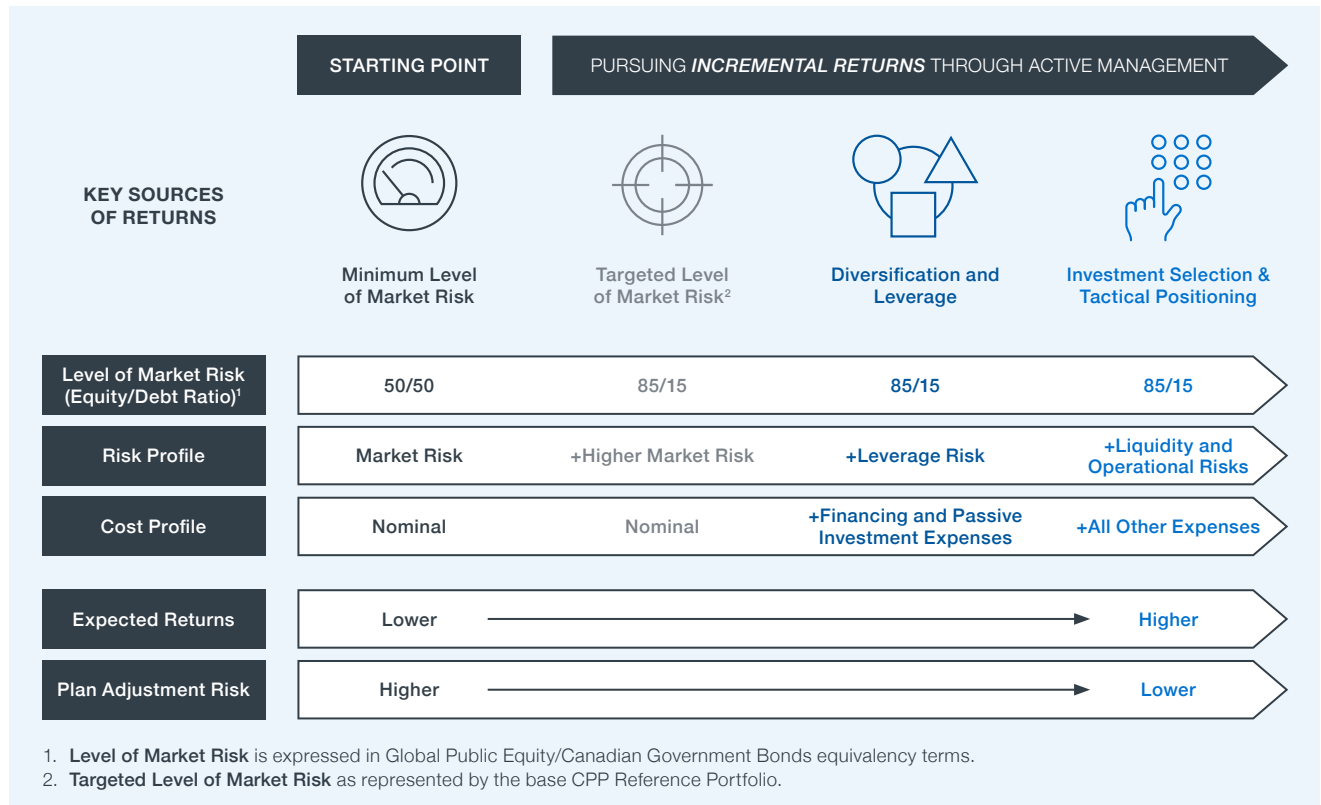 STARTING POINT
PURSUING INCREMENTAL RETURNS THROUGH ACTIVE MANAGEMENT
KEY SOURCES
OF RETURNS
Minimum Level
of Market Risk
Targeted Level
of Market Risk²
Diversification and
Leverage
Investment Selection &
Tactical Positioning
Level of Market Risk
(Equity/Debt Ratio)¹
50/50
85/15
85/15
85/15
Risk Profile
Market Risk
+Higher Market Risk
+Leverage Risk
+Liquidity and
Operational Risks
Cost Profile
Nominal
Nominal
+Financing and Passive
Investment Expenses
+All Other Expenses
Expected Returns
Lower
Higher
Plan Adjustment Risk
Higher
Lower
1. Level of Market Risk is expressed in Global Public Equity/Canadian Government Bonds equivalency terms.
2. Targeted Level of Market Risk as represented by the base CPP Reference Portfolio.